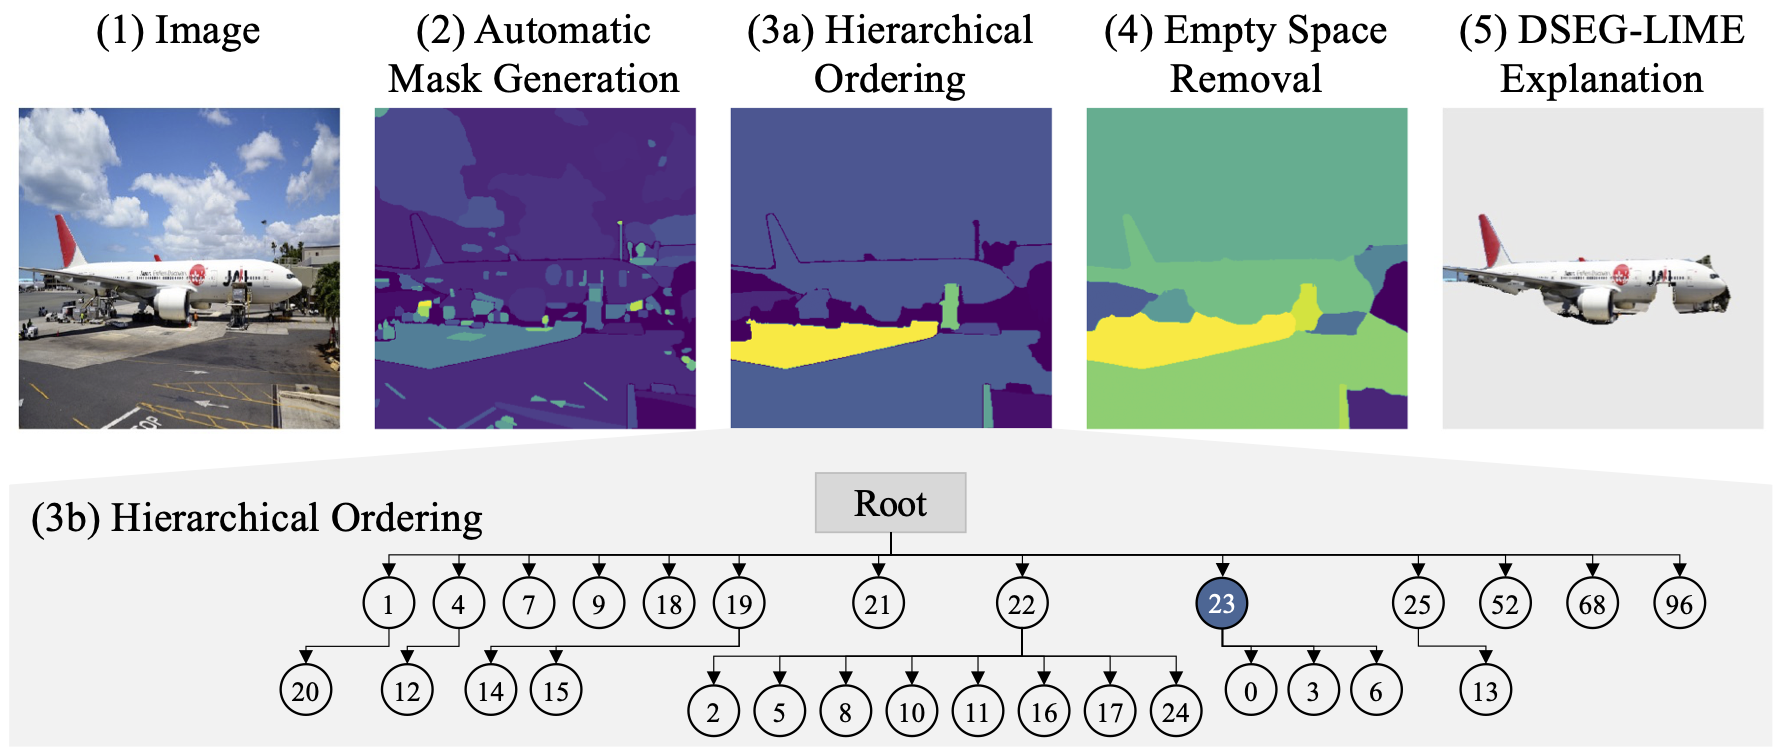 (1) Image
(2) Automatic
Mask Generation
(3a) Hierarchical
Ordering
(4) Empty Space
Removal
(5) DSEG-LIME
Explanation
JAL
OP
JAL
(3b) Hierarchical Ordering
Root
1 4 7 9 18 19 21 22 23 25 52 68 96
20 12 14 15 0 3 6 13
2 5 8 10 11 16 17 24